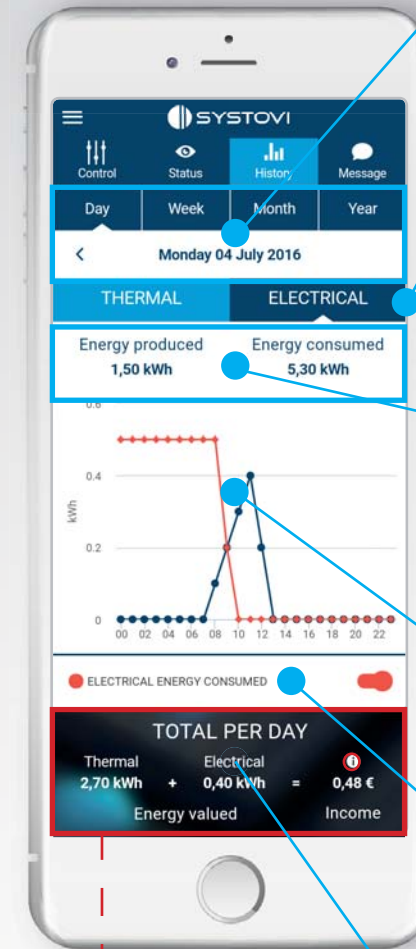 SYSTOVI
Control Status History Message
Day Week Month Year
< Monday 04 July 2016
THERMAL ELECTRICAL
Energy produced Energy consumed
1,50 kWh 5,30 kWh
0.6
0.4
kWh
0.2
0
00 02 04 06 08 10 12 14 16 18 20 22
ELECTRICAL ENERGY CONSUMED
TOTAL PER DAY
Thermal Electrical i
2,70 kWh + 0,40 kWh = 0,48 €
Energy valued Income